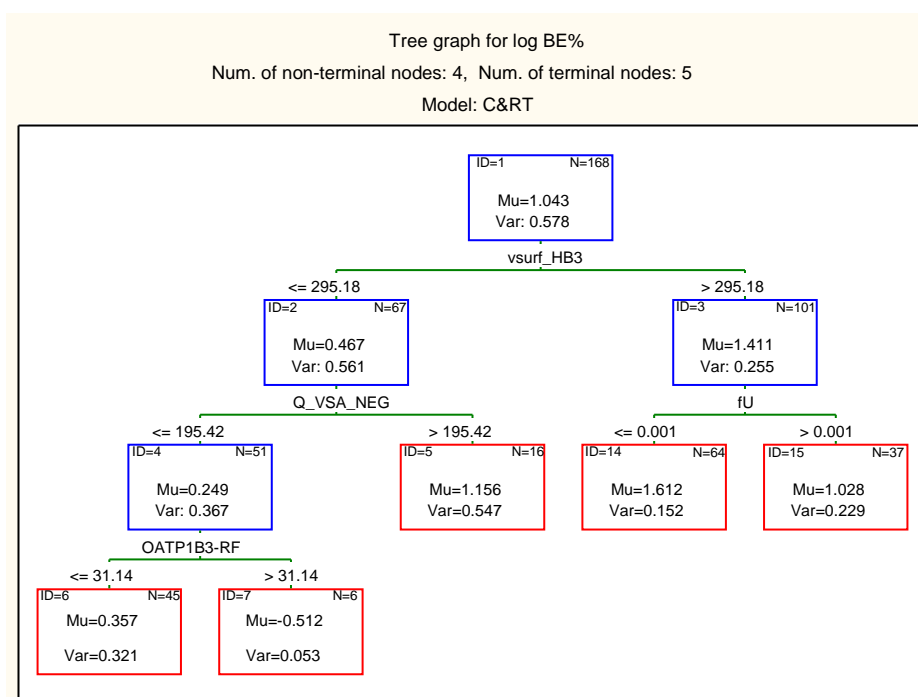 Tree graph for log BE%
Num. of non-terminal nodes: 4, Num. of terminal nodes: 5
Model: C&RT
ID=1 N=168
Mu=1.043
Var: 0.578
vsurf_HB3
<= 295.18 > 295.18
ID=2 N=67 ID=3 N=101
Mu=0.467 Mu=1.411
Var: 0.561 Var: 0.255
Q_VSA_NEG fU
<= 195.42 > 195.42 <= 0.001 > 0.001
ID=4 N=51 ID=5 N=16 ID=14 N=64 ID=15 N=37
Mu=0.249 Mu=1.156 Mu=1.612 Mu=1.028
Var: 0.367 Var=0.547 Var=0.152 Var=0.229
OATP1B3-RF
<= 31.14 > 31.14
ID=6 N=45 ID=7 N=6
Mu=0.357 Mu=-0.512
Var=0.321 Var=0.053